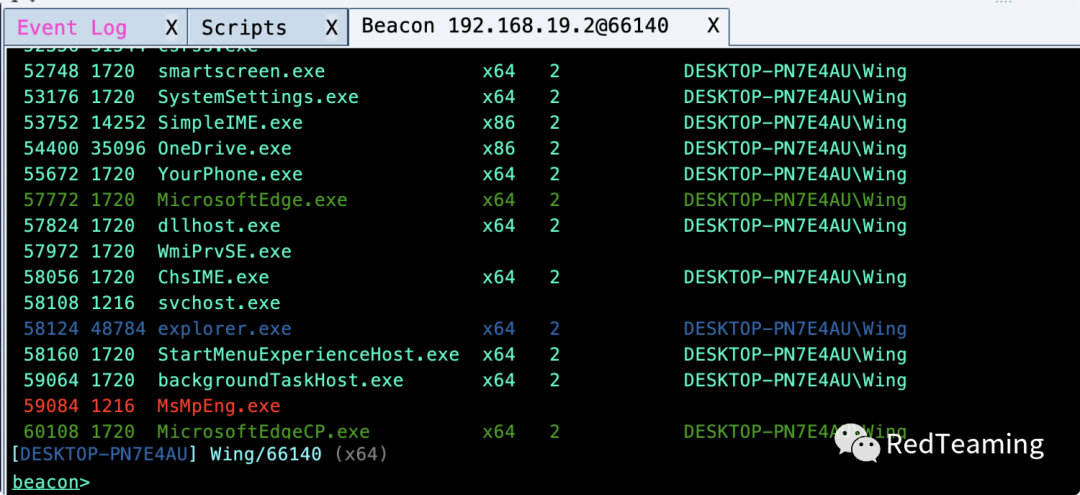 Event Log X Scripts X Beacon 192.168.19.2@66140 X
52748 1720 smartscreen.exe x64 2 DESKTOP-PN7E4AU\Wing
53176 1720 SystemSettings.exe x64 2 DESKTOP-PN7E4AU\Wing
53752 14252 SimpleIME.exe x86 2 DESKTOP-PN7E4AU\Wing
54400 35096 OneDrive.exe x86 2 DESKTOP-PN7E4AU\Wing
55672 1720 YourPhone.exe x64 2 DESKTOP-PN7E4AU\Wing
57772 1720 MicrosoftEdge.exe x64 2 DESKTOP-PN7E4AU\Wing
57824 1720 dllhost.exe x64 2 DESKTOP-PN7E4AU\Wing
57972 1720 WmiPrvSE.exe
58056 1720 ChsIME.exe x64 2 DESKTOP-PN7E4AU\Wing
58108 1216 svchost.exe
58124 48784 explorer.exe x64 2 DESKTOP-PN7E4AU\Wing
58160 1720 StartMenuExperienceHost.exe x64 2 DESKTOP-PN7E4AU\Wing
59064 1720 backgroundTaskHost.exe x64 2 DESKTOP-PN7E4AU\Wing
59084 1216 MsMpEng.exe
60108 1720 MicrosoftEdgeCP.exe x64 2 DESKTOP-PN7E4AU\Wing
[DESKTOP-PN7E4AU] Wing/66140 (x64)
RedTeaming
beacon>